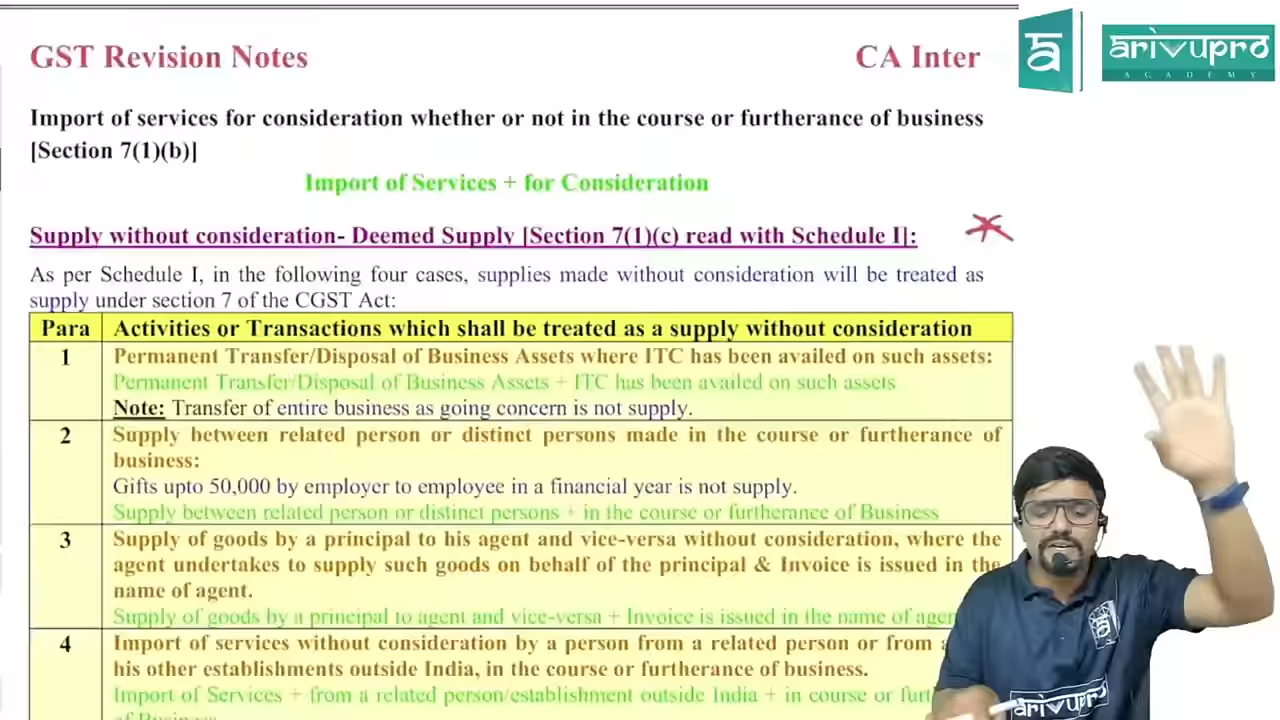 GST Revision Notes
CA Inter
ārivupro
ACADEMY
Import of services for consideration whether or not in the course or furtherance of business
[Section 7(1)(b)]
Import of Services + for Consideration
Supply without consideration- Deemed Supply [Section 7(1)(c) read with Schedule I]:
As per Schedule I, in the following four cases, supplies made without consideration will be treated as
supply under section 7 of the CGST Act:
Para Activities or Transactions which shall be treated as a supply without consideration
1 Permanent Transfer/Disposal of Business Assets where ITC has been availed on such assets:
Permanent Transfer/Disposal of Business Assets + ITC has been availed on such assets
Note: Transfer of entire business as going concern is not supply.
2 Supply between related person or distinct persons made in the course or furtherance of
business:
Gifts upto 50,000 by employer to employee in a financial year is not supply.
Supply between related person or distinct persons + in the course or furtherance of Business
3 Supply of goods by a principal to his agent and vice-versa without consideration, where the
agent undertakes to supply such goods on behalf of the principal & Invoice is issued in the
name of agent.
Supply of goods by a principal to agent and vice-versa + Invoice is issued in the name of
4 Import of services without consideration by a person from a related person or from
his other establishments outside India, in the course or furtherance of business.
Import of Services + from a related person/establishment outside India + in course or
of Business
ārivupro